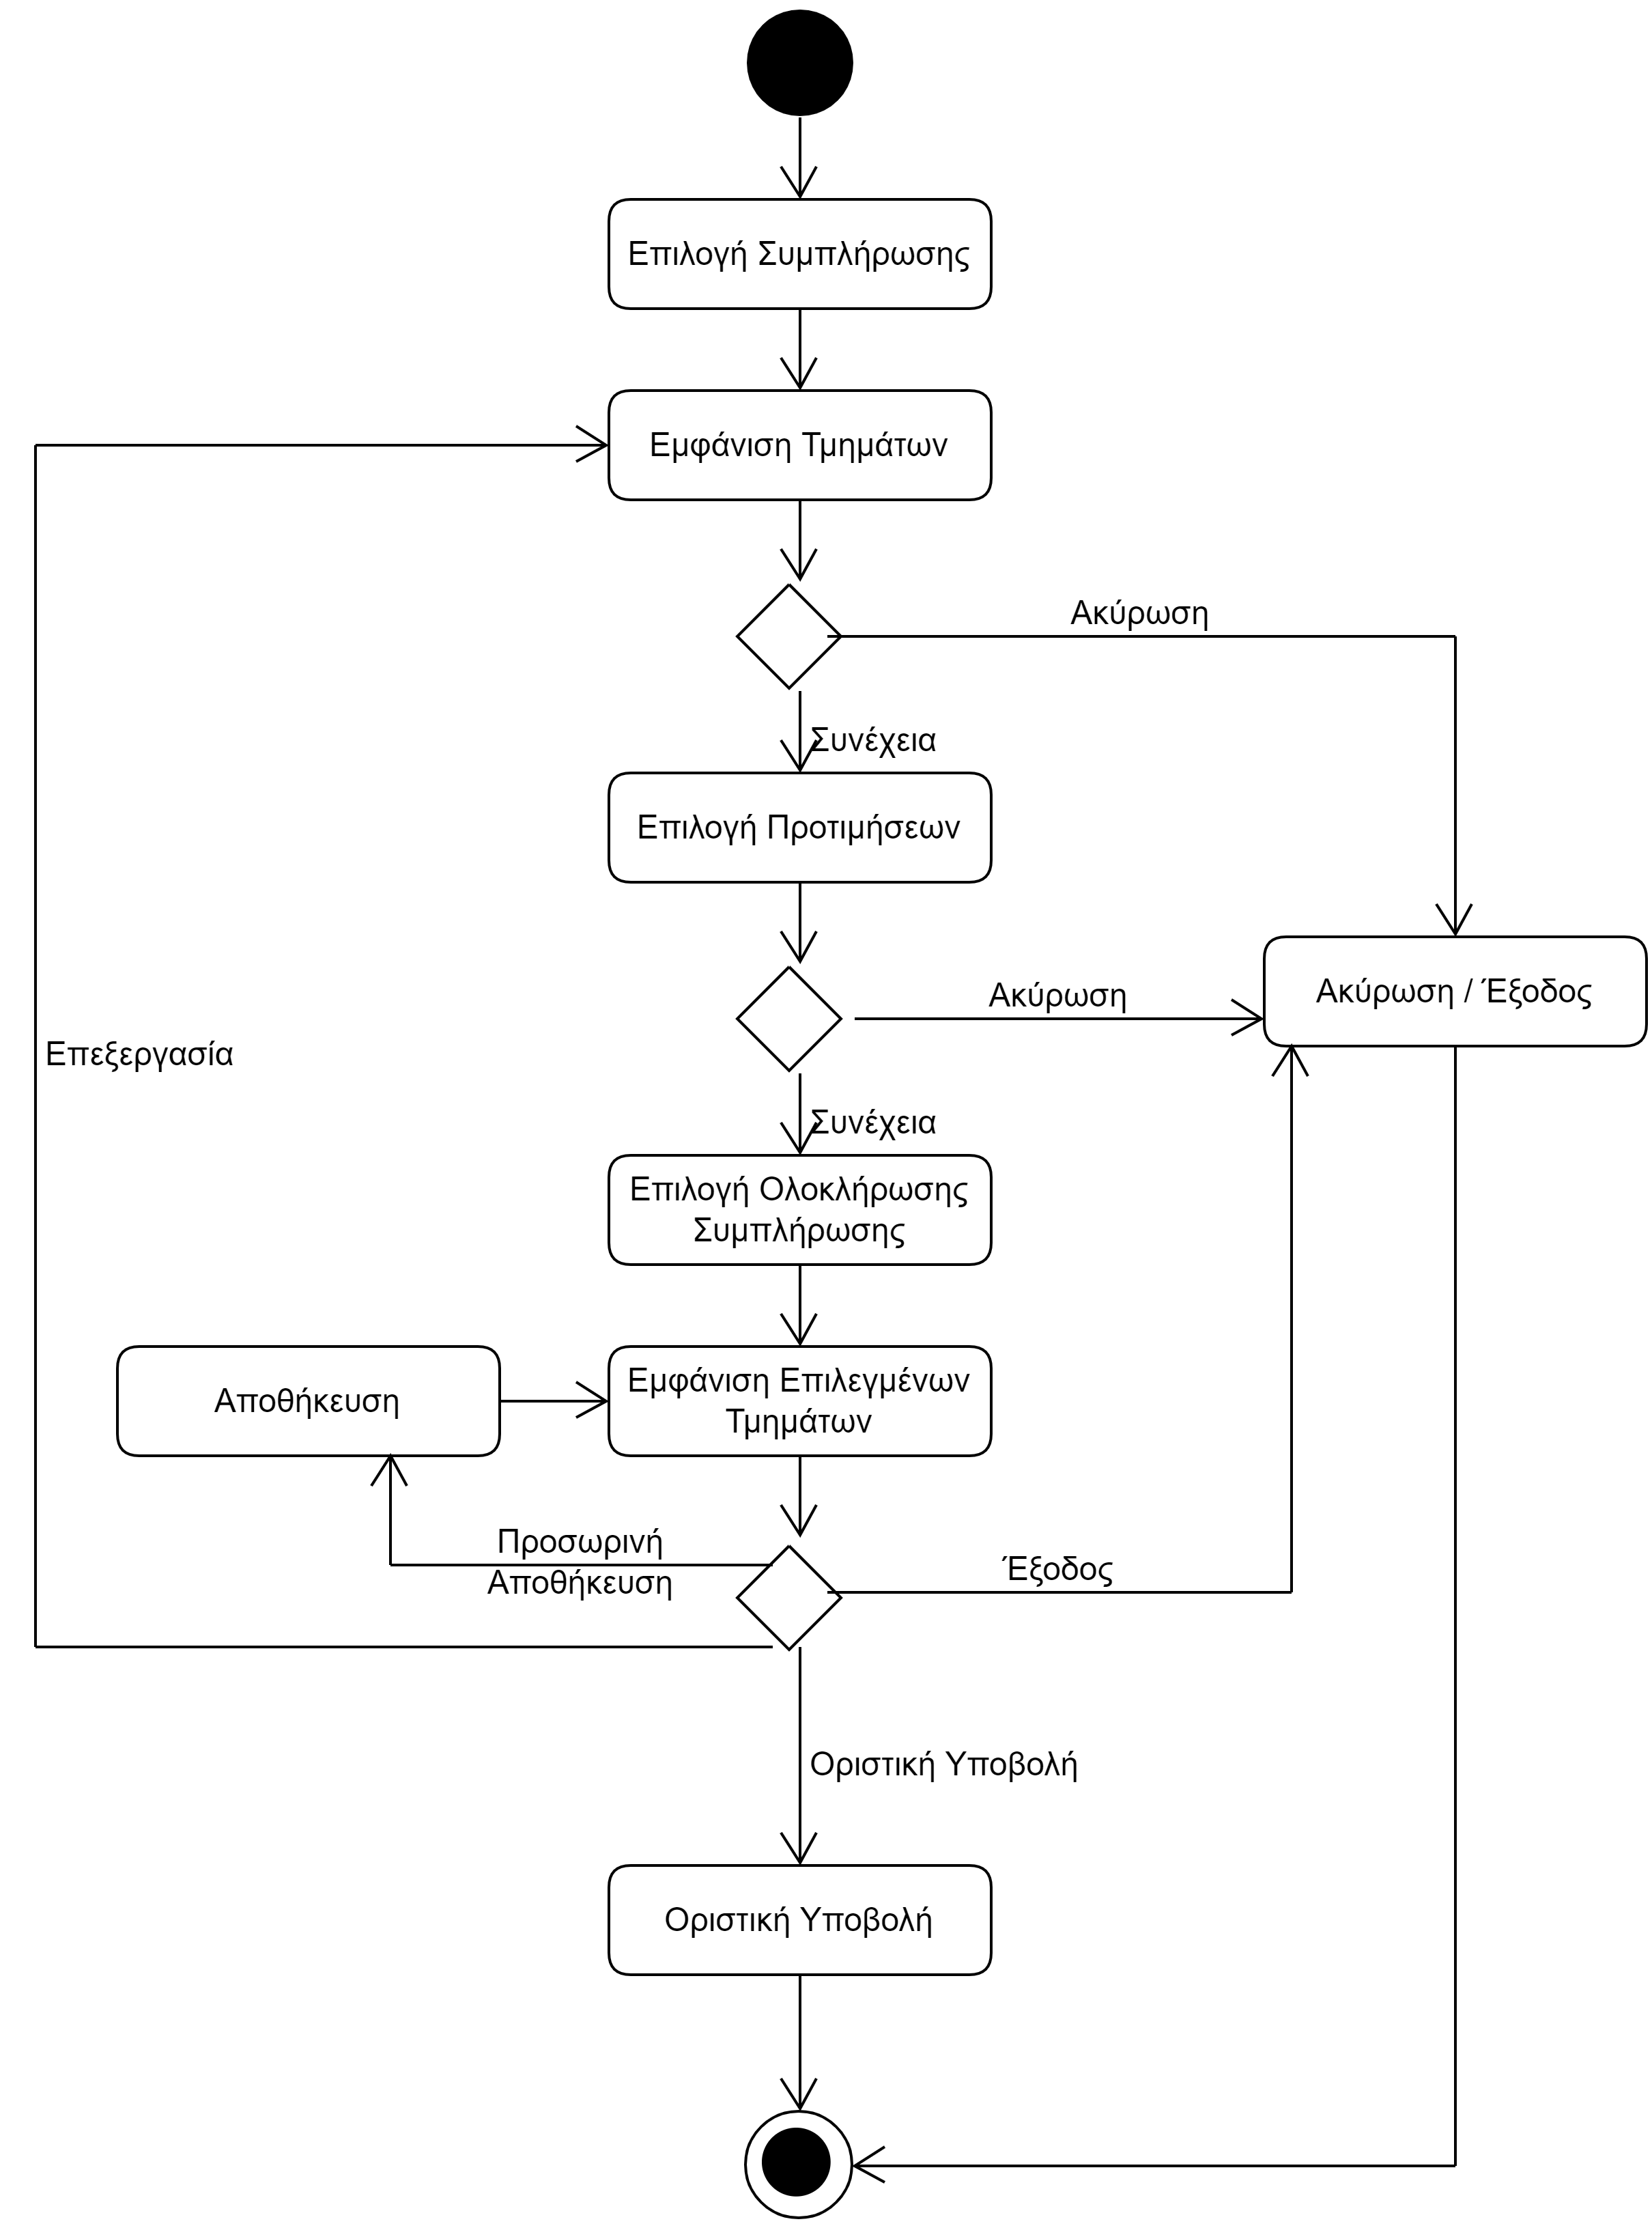 Επιλογή Συμπλήρωσης
Εμφάνιση Τμημάτων
Ακύρωση
Συνέχεια
Επιλογή Προτιμήσεων
Ακύρωση
Ακύρωση / Έξοδος
Επεξεργασία
Συνέχεια
Επιλογή Ολοκλήρωσης
Συμπλήρωσης
Αποθήκευση
Εμφάνιση Επιλεγμένων
Τμημάτων
Προσωρινή
Αποθήκευση
Έξοδος
Οριστική Υποβολή
Οριστική Υποβολή